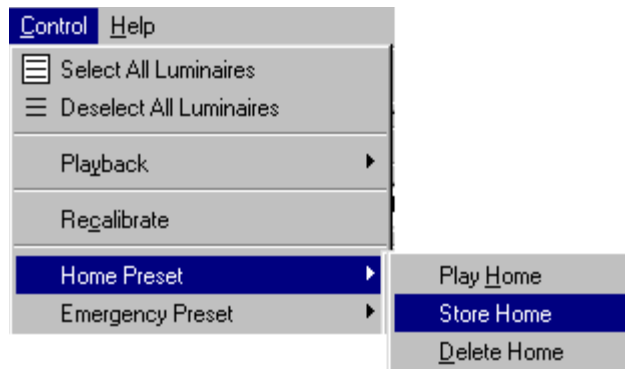 Control Help
Select All Luminaires
Deselect All Luminaires
Playback
Recalibrate
Home Preset
Emergency Preset
Play Home
Store Home
Delete Home